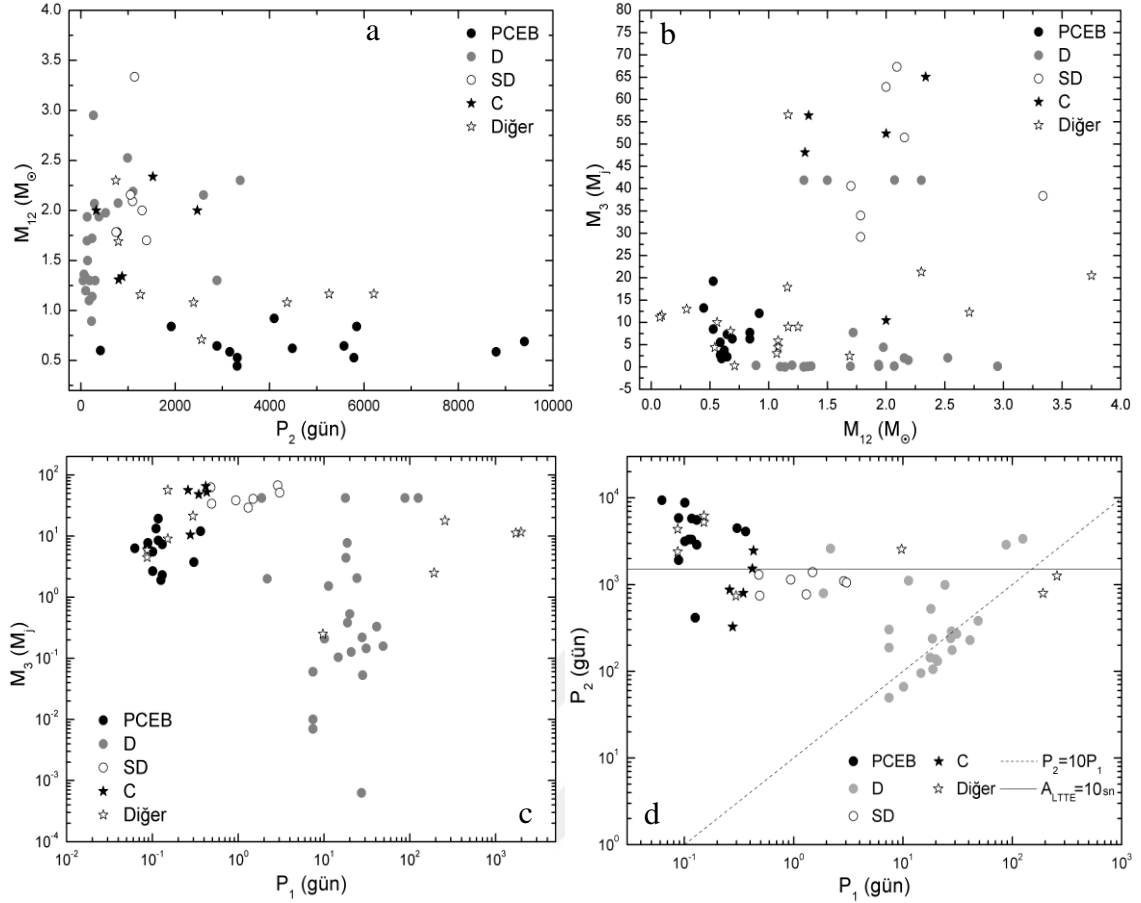 a
PCEB
D
SD
C
Diğer
4.0
3.5
3.0
2.5
2.0
1.5
1.0
0.5
M₁₂ (M☉)
0 2000 4000 6000 8000 10000
P₂ (gün)
b
PCEB
D
SD
C
Diğer
80
75
70
65
60
55
50
45
40
35
30
25
20
15
10
5
0
-5
M₃ (Mⱼ)
0.0 0.5 1.0 1.5 2.0 2.5 3.0 3.5 4.0
M₁₂ (M☉)
10²
10¹
10⁰
10⁻¹
10⁻²
10⁻³
10⁻⁴
M₃ (Mⱼ)
PCEB
D
SD
C
Diğer
c
10⁻² 10⁻¹ 10⁰ 10¹ 10² 10³
P₁ (gün)
10⁴
10³
10²
10¹
10⁰
P₂ (gün)
PCEB C P₂=10P₁
D Diğer A_LTTE=10sn
SD
d
10⁻¹ 10⁰ 10¹ 10² 10³
P₁ (gün)